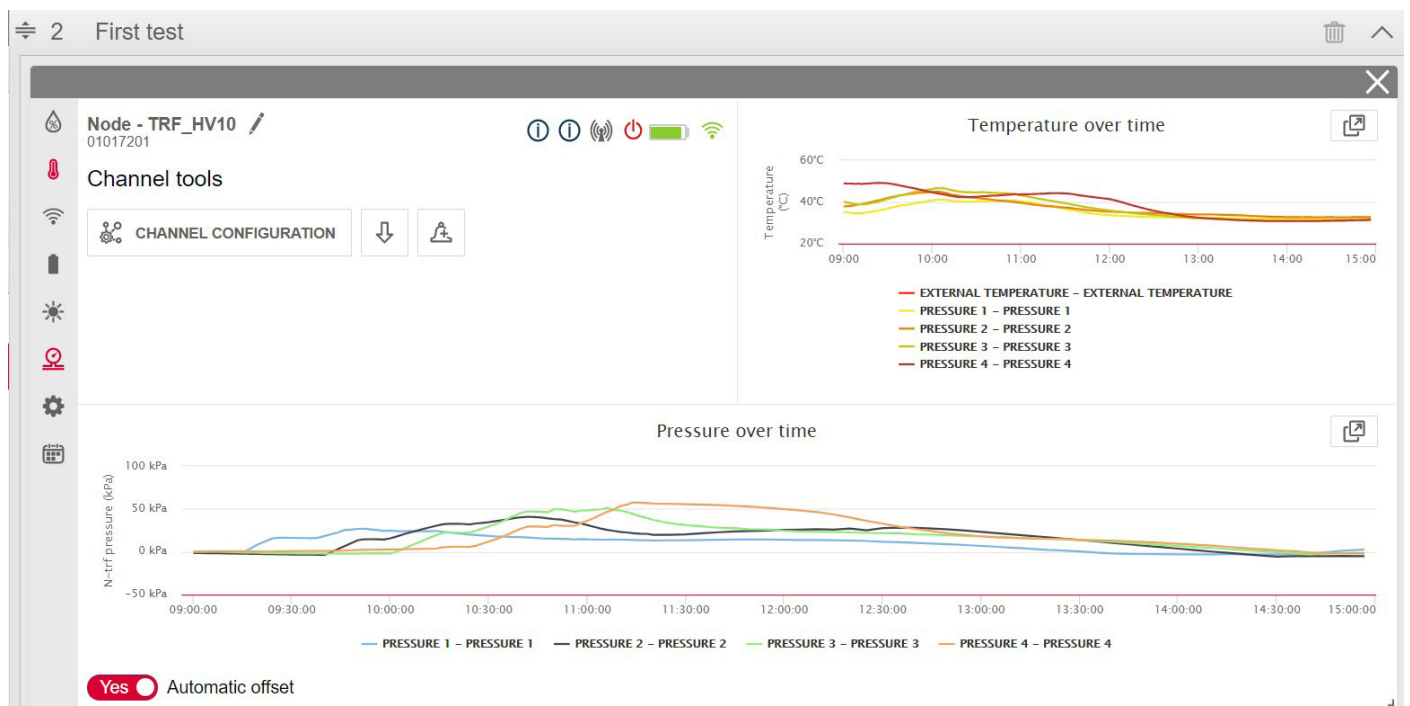 2 First test
Node - TRF_HV10
01017201
Channel tools
CHANNEL CONFIGURATION
Temperature over time
Temperature
(°C)
60°C
40°C
20°C
09:00 10:00 11:00 12:00 13:00 14:00 15:00
EXTERNAL TEMPERATURE – EXTERNAL TEMPERATURE
PRESSURE 1 – PRESSURE 1
PRESSURE 2 – PRESSURE 2
PRESSURE 3 – PRESSURE 3
PRESSURE 4 – PRESSURE 4
Pressure over time
N-trf pressure (kPa)
100 kPa
50 kPa
0 kPa
-50 kPa
09:00:00 09:30:00 10:00:00 10:30:00 11:00:00 11:30:00 12:00:00 12:30:00 13:00:00 13:30:00 14:00:00 14:30:00 15:00:00
PRESSURE 1 – PRESSURE 1 PRESSURE 2 – PRESSURE 2 PRESSURE 3 – PRESSURE 3 PRESSURE 4 – PRESSURE 4
Yes Automatic offset